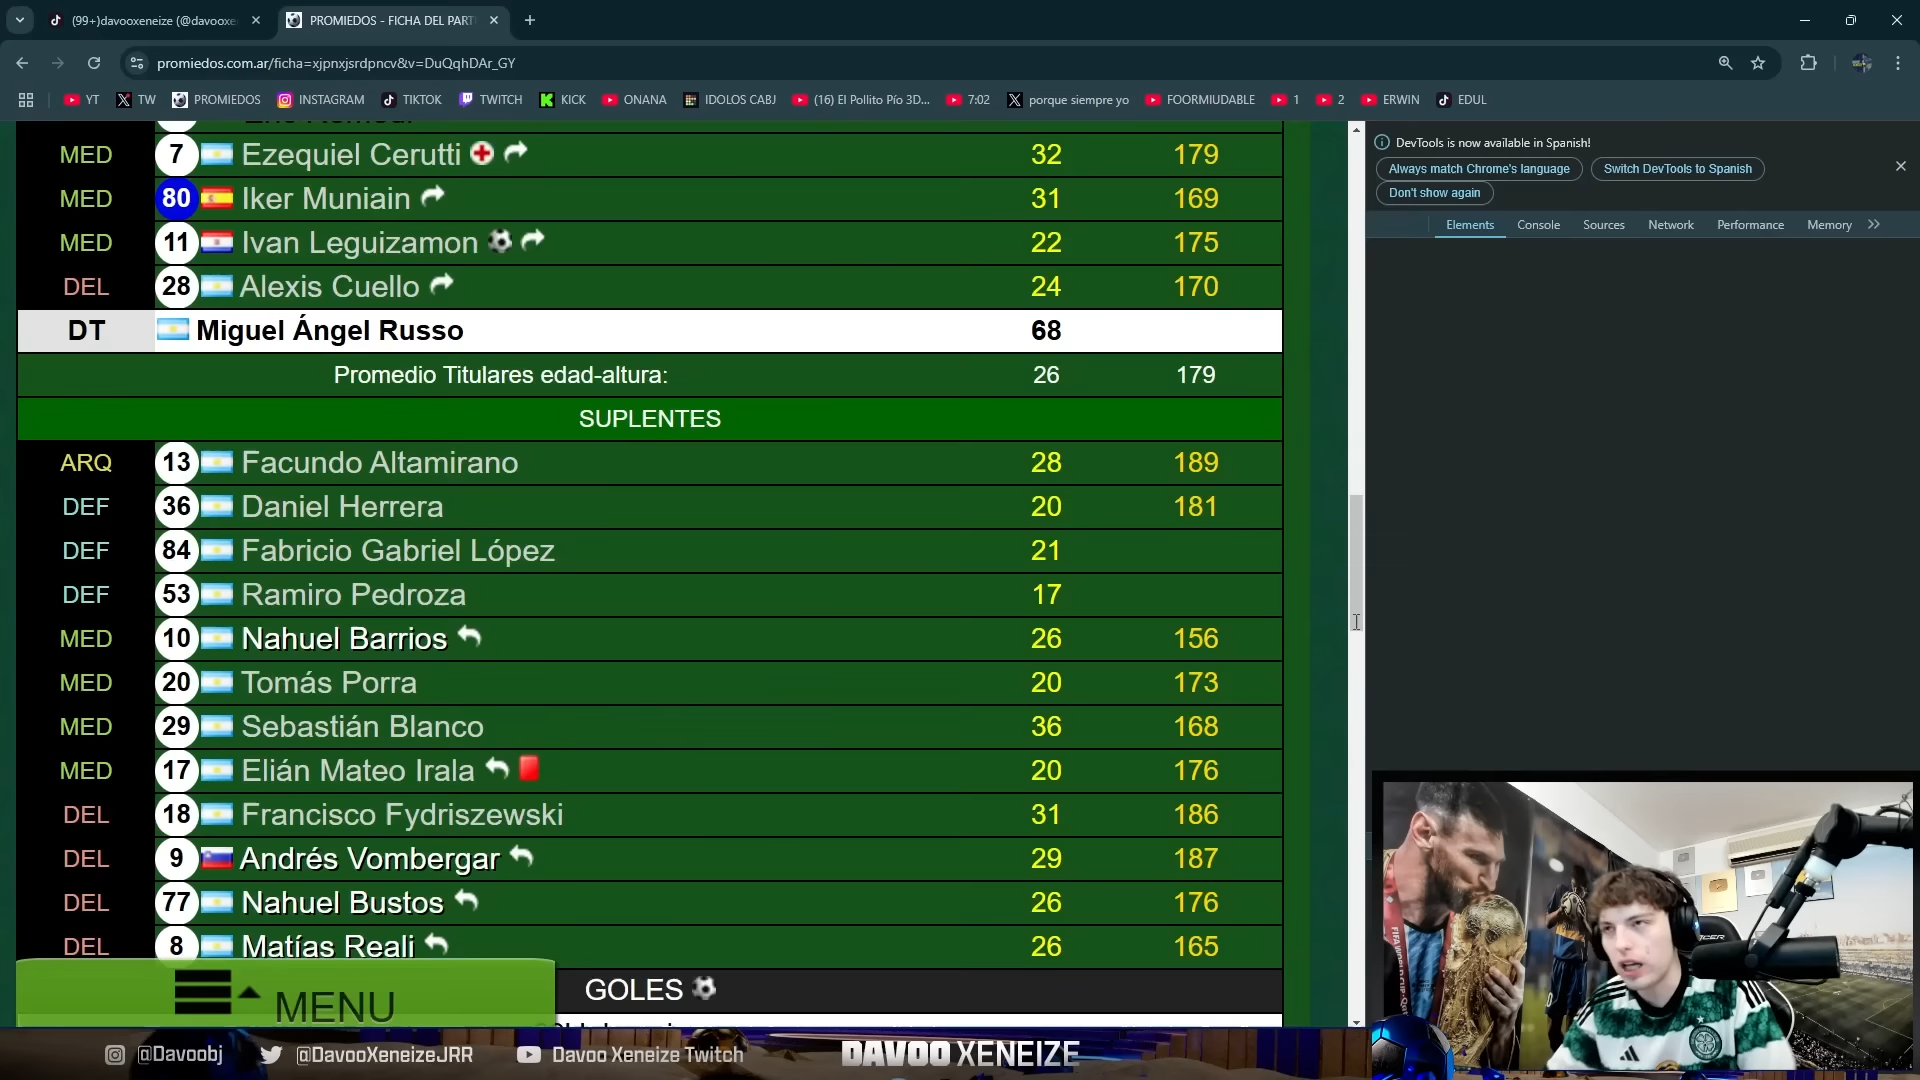 (99+)davooxeneize (@davooxe
PROMIEDOS - FICHA DEL PART
promiedos.com.ar/ficha=xjpnxjsrdpncv&v=DuQqhDAr_GY
YT TW PROMIEDOS INSTAGRAM TIKTOK TWITCH KICK ONANA IDOLOS CABJ (16) El Pollito Pío 3D... 7:02 porque siempre yo FOORMIUDABLE 1 2 ERWIN EDUL
MED 7 Ezequiel Cerutti 32 179
MED 80 Iker Muniain 31 169
MED 11 Ivan Leguizamon 22 175
DEL 28 Alexis Cuello 24 170
DT Miguel Ángel Russo 68
Promedio Titulares edad-altura: 26 179
SUPLENTES
ARQ 13 Facundo Altamirano 28 189
DEF 36 Daniel Herrera 20 181
DEF 84 Fabricio Gabriel López 21
DEF 53 Ramiro Pedroza 17
MED 10 Nahuel Barrios 26 156
MED 20 Tomás Porra 20 173
MED 29 Sebastián Blanco 36 168
MED 17 Elián Mateo Irala 20 176
DEL 18 Francisco Fydriszewski 31 186
DEL 9 Andrés Vombergar 29 187
DEL 77 Nahuel Bustos 26 176
DEL 8 Matías Reali 26 165
MENU
GOLES
DevTools is now available in Spanish!
Always match Chrome's language Switch DevTools to Spanish
Don't show again
Elements Console Sources Network Performance Memory
@Davoobj @DavooXeneizeJRR Davoo Xeneize Twitch DAVOO XENEIZE